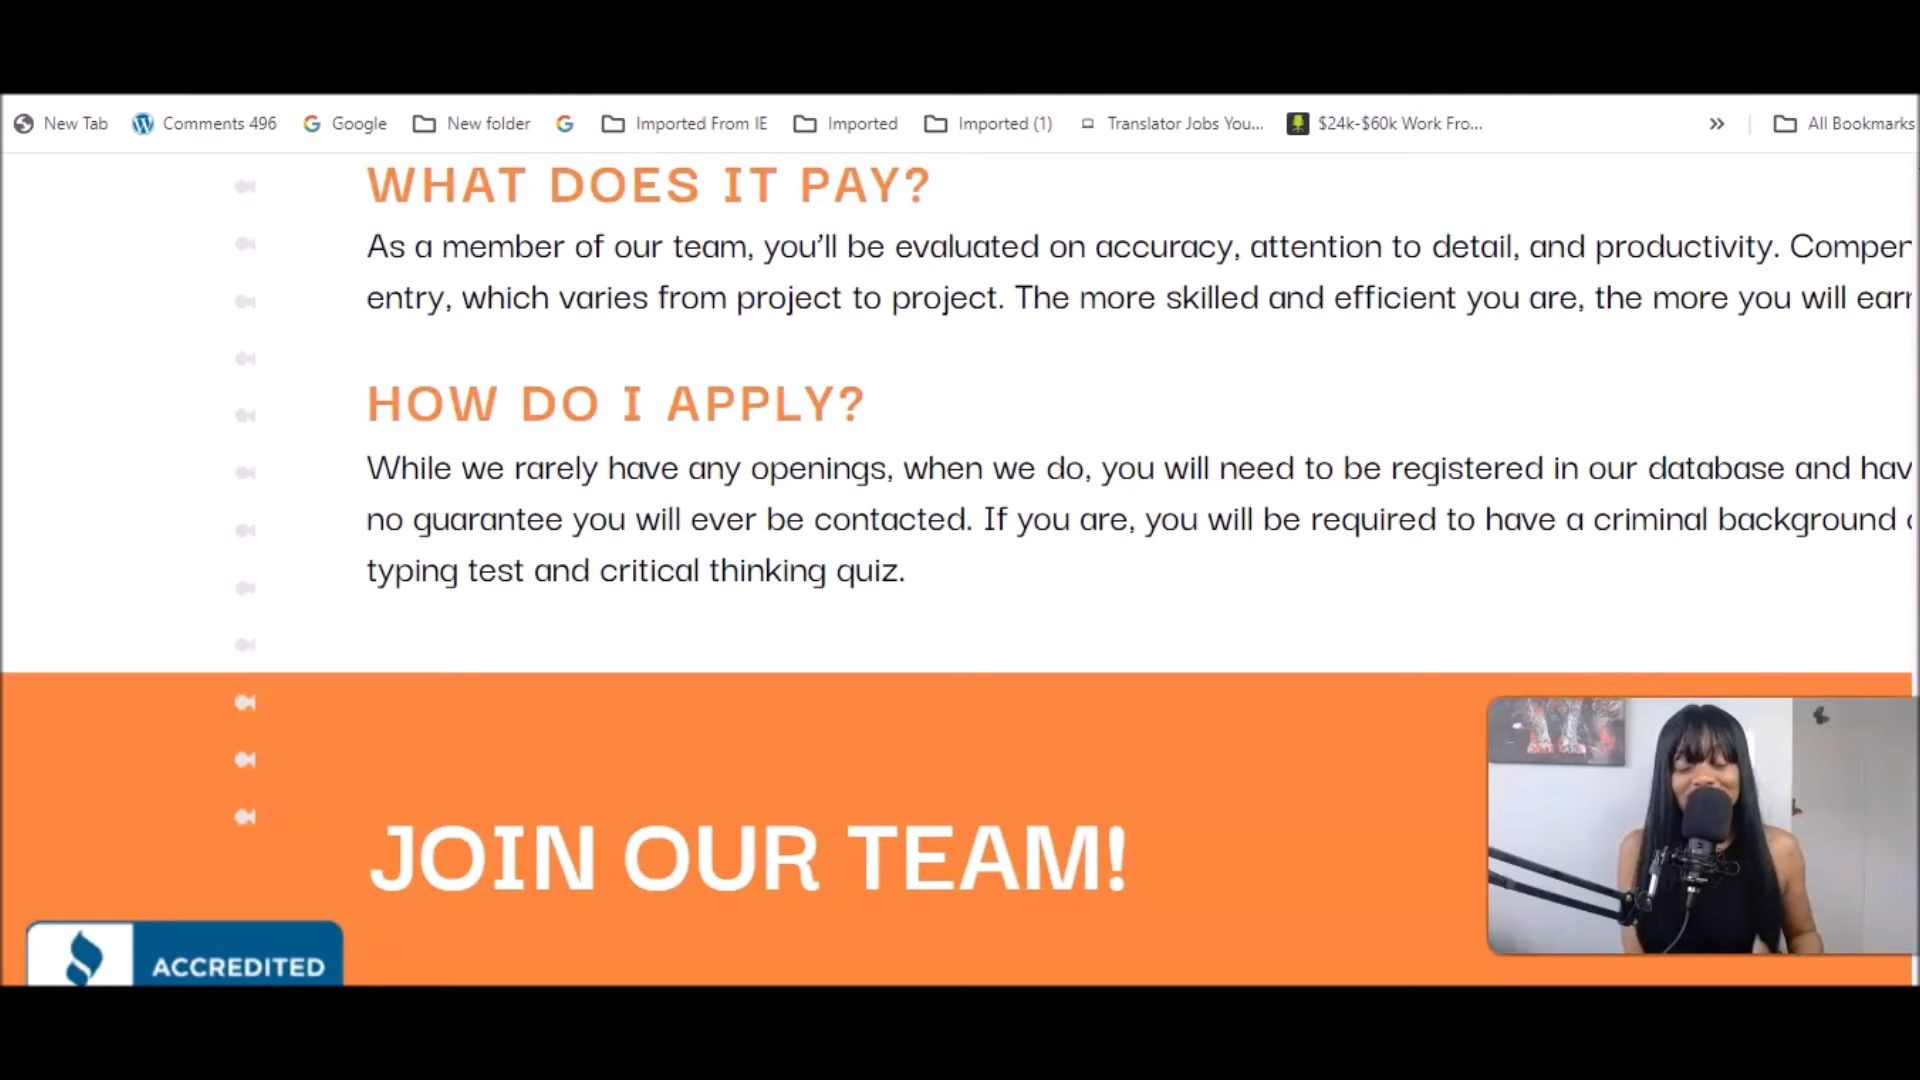 New Tab
Comments 496
Google
New folder
Imported From IE
Imported
Imported (1)
Translator Jobs You...
$24k-$60k Work Fro...
All Bookmarks
WHAT DOES IT PAY?
As a member of our team, you'll be evaluated on accuracy, attention to detail, and productivity. Compen
entry, which varies from project to project. The more skilled and efficient you are, the more you will earn
HOW DO I APPLY?
While we rarely have any openings, when we do, you will need to be registered in our database and hav
no guarantee you will ever be contacted. If you are, you will be required to have a criminal background
typing test and critical thinking quiz.
JOIN OUR TEAM!
ACCREDITED